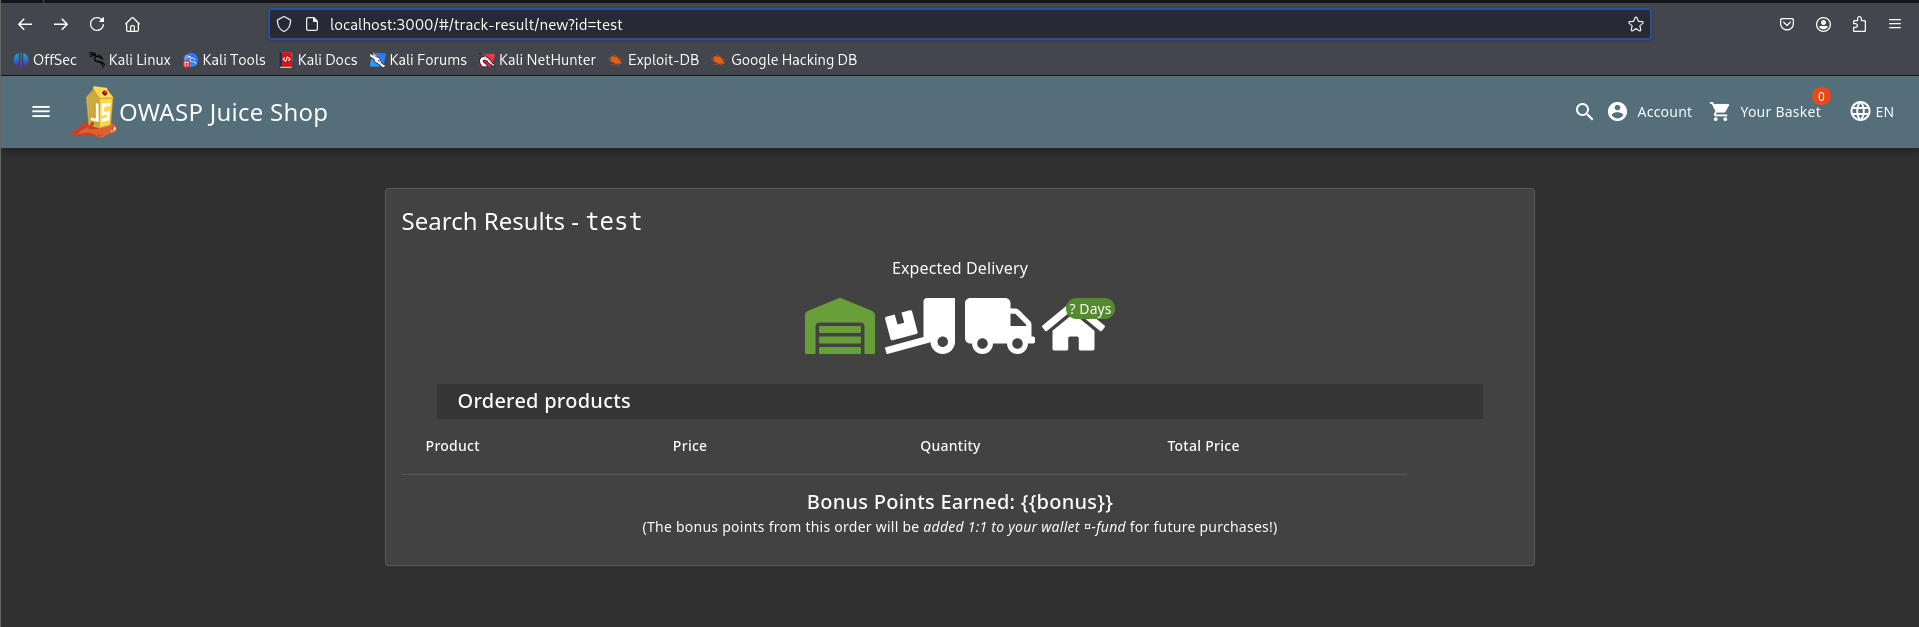 localhost:3000/#/track-result/new?id=test
OffSec Kali Linux Kali Tools Kali Docs Kali Forums Kali NetHunter Exploit-DB Google Hacking DB
JS OWASP Juice Shop Account Your Basket 0 EN
Search Results - test
Expected Delivery
? Days
Ordered products
Product Price Quantity Total Price
Bonus Points Earned: {{bonus}}
(The bonus points from this order will be added 1:1 to your wallet ¤-fund for future purchases!)